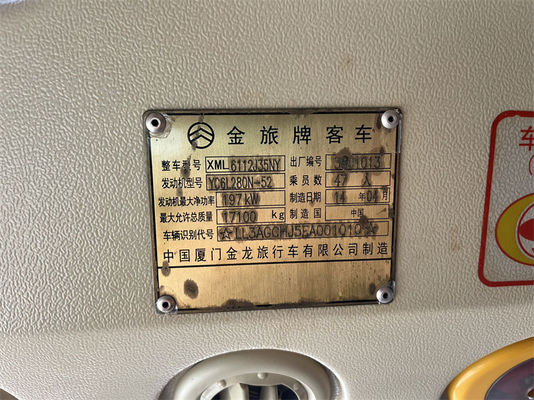 金旅牌客车
整车型号 XML6112J35NY 出厂编号
发动机型号 YC6L280N-52 乘员数 47 人
发动机最大净功率 197kW 制造日期 14 年 04 月
最大允许总质量 17100 kg 制造国 中国
车辆识别代号
中国厦门金龙旅行车有限公司制造
车